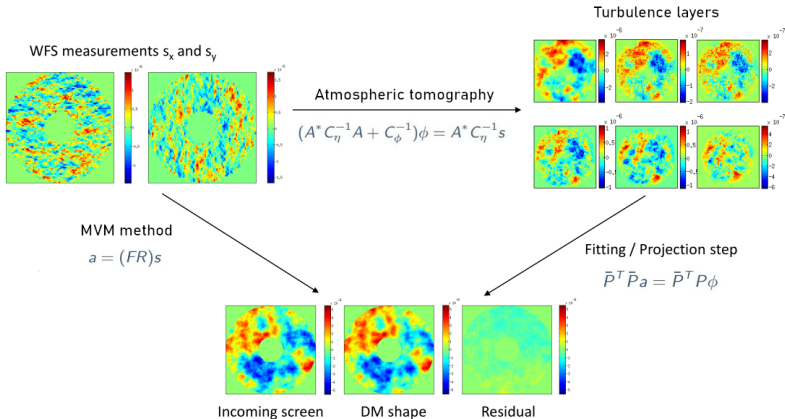 Turbulence layers
WFS measurements s_x and s_y
Atmospheric tomography
(A*C_η^{-1}A + C_ϕ^{-1})ϕ = A*C_η^{-1}s
MVM method
a = (FR)s
Fitting / Projection step
P̄^T P̄a = P̄^T Pϕ
Incoming screen DM shape Residual